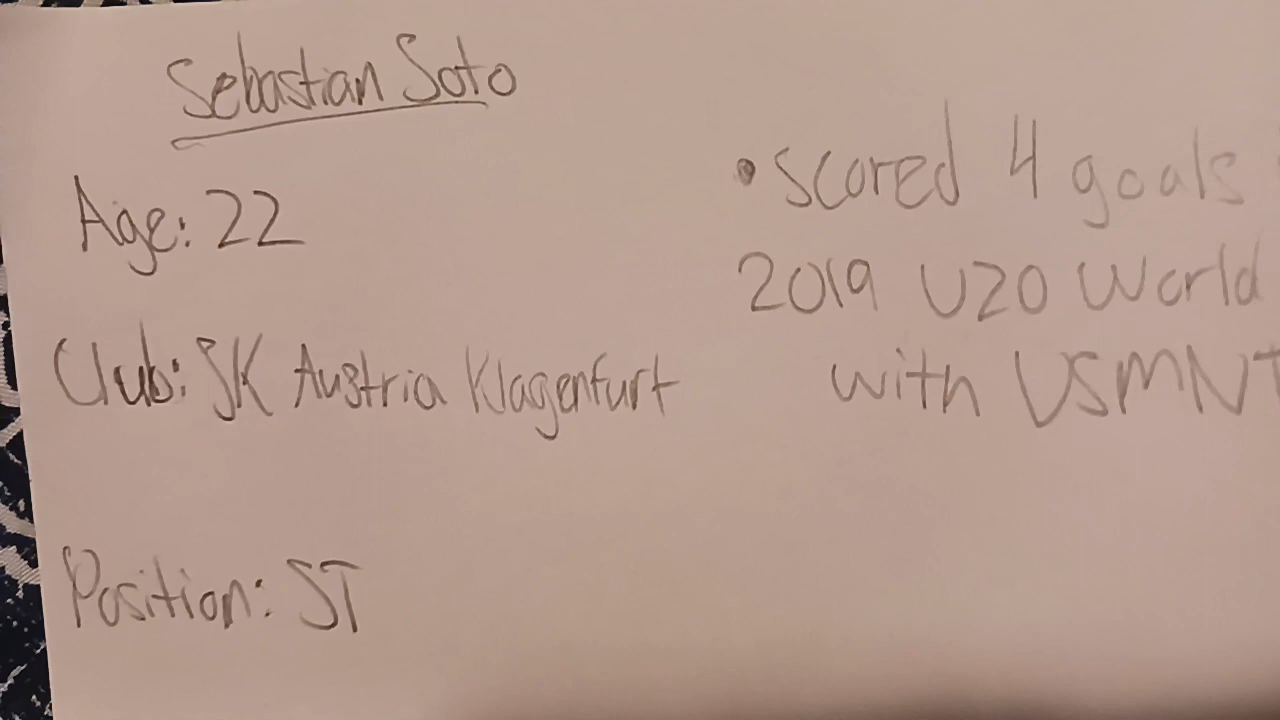 Sebastian Soto
Age: 22
Club: SK Austria Klagenfurt
Position: ST
• scored 4 goals
2019 U20 World
with USMNT